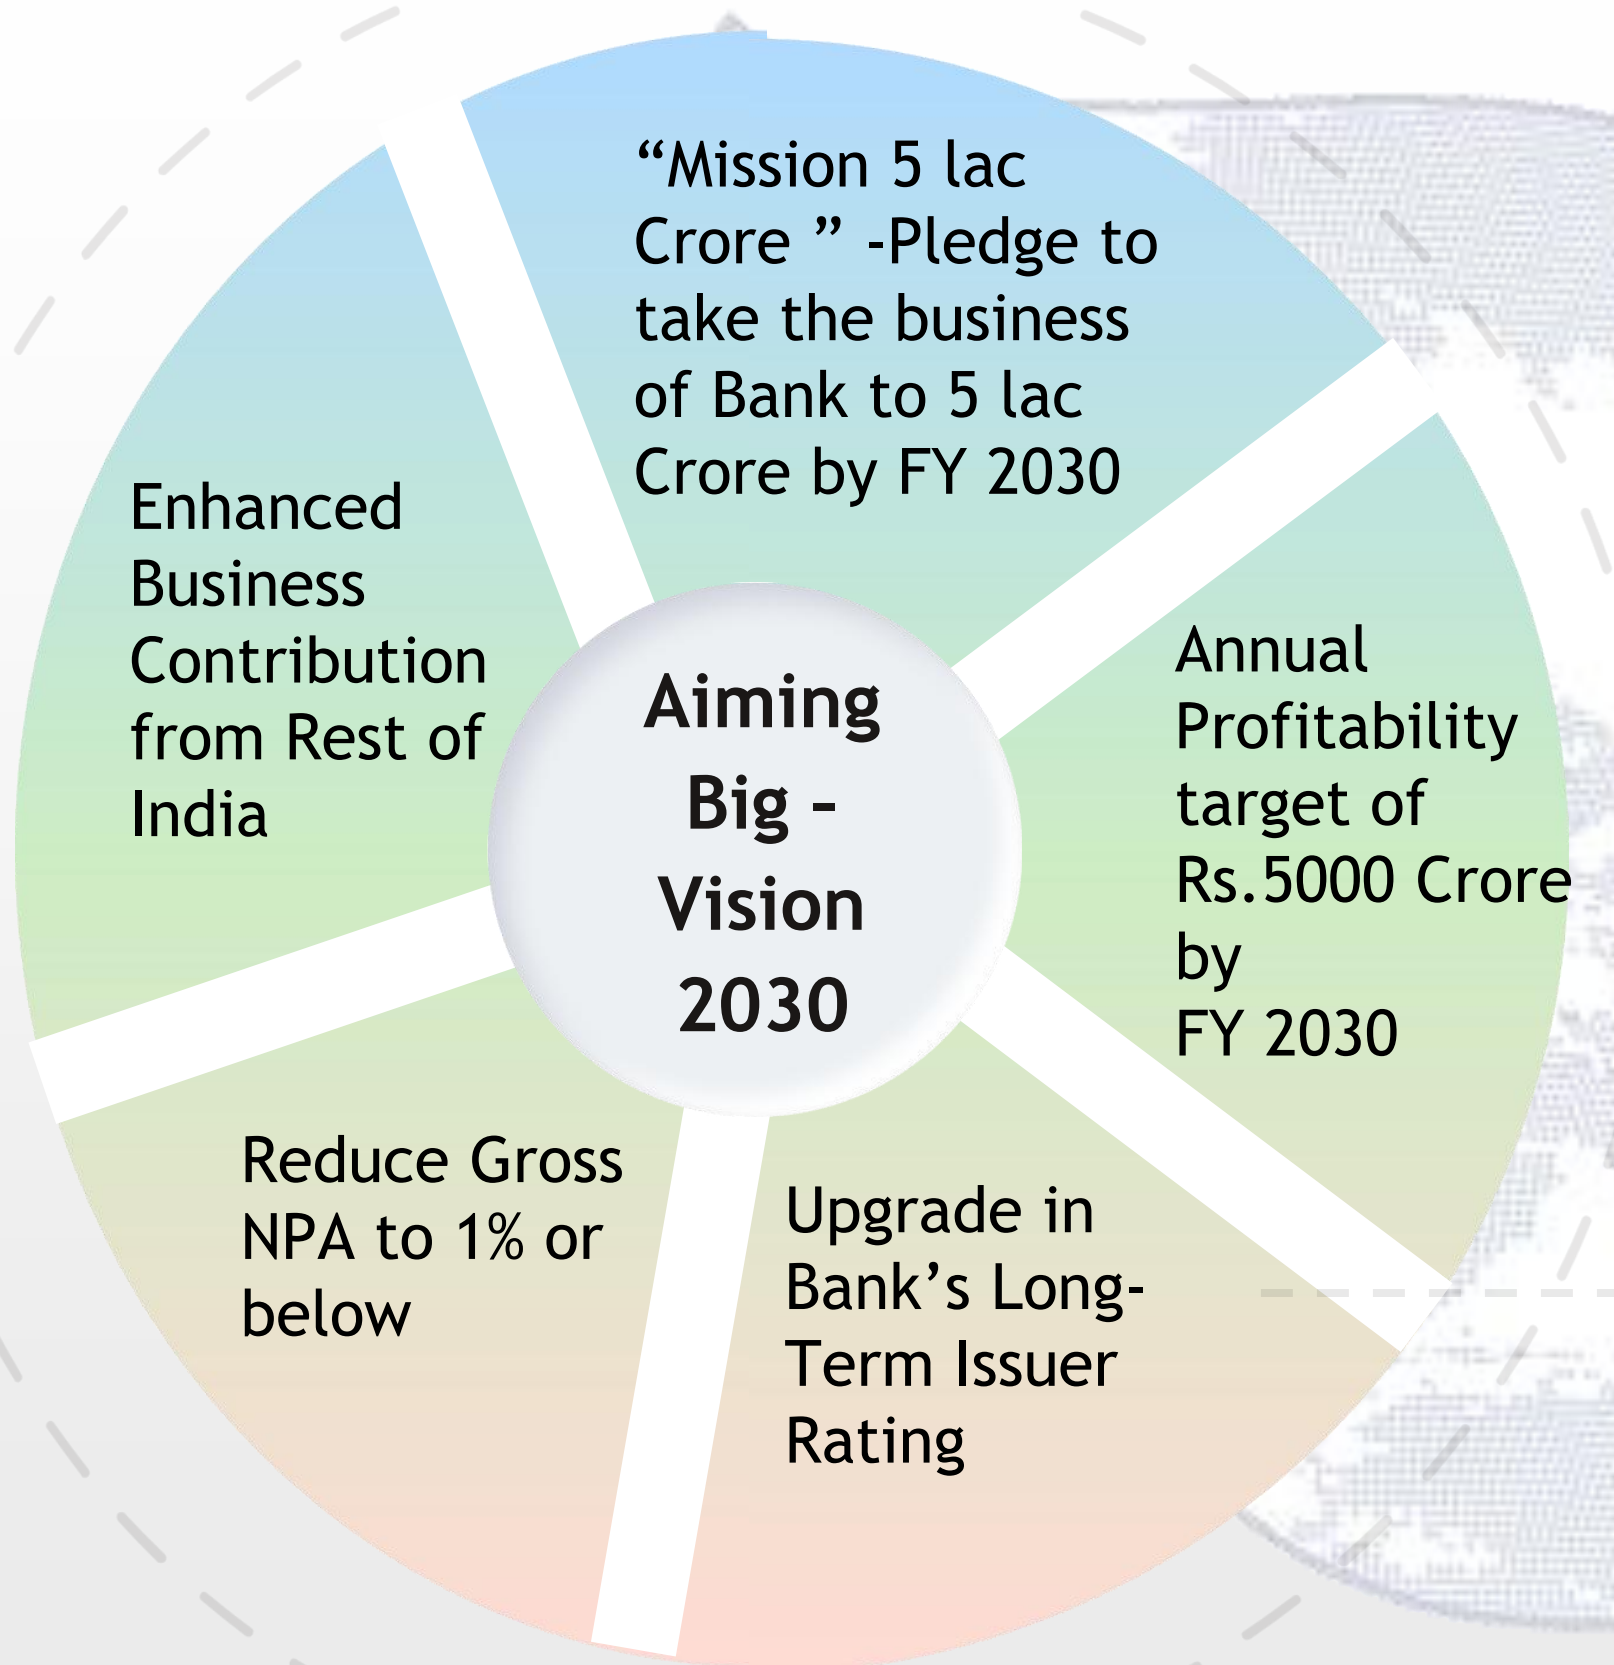 “Mission 5 lac
Crore ” -Pledge to
take the business
of Bank to 5 lac
Crore by FY 2030
Enhanced
Business
Contribution
from Rest of
India
Aiming
Big –
Vision
2030
Annual
Profitability
target of
Rs.5000 Crore
by
FY 2030
Reduce Gross
NPA to 1% or
below
Upgrade in
Bank’s Long-
Term Issuer
Rating